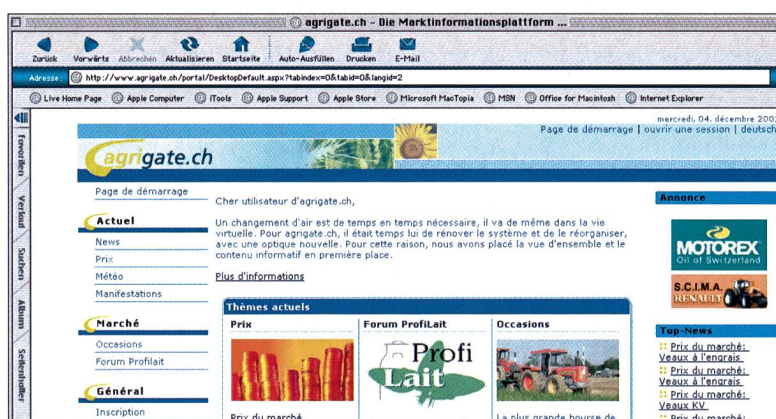 agrigate.ch - Die Marktinformationsplattform ...
Zurück Vorwärts Abbrechen Aktualisieren Startseite Auto-Ausfüllen Drucken E-Mail
Adresse: http://www.agrigate.ch/portal/DesktopDefault.aspx?tabindex=0&tabid=0&langid=2
Live Home Page Apple Computer iTools Apple Support Apple Store Microsoft MacTopia MSN Office for Macintosh Internet Explorer
Favoriten
Verlauf
Suchen
Album
Seitenhalter
mercredi, 04. décembre 200
Page de démarrage | ouvrir une session | deutsch
agrigate.ch
Page de démarrage
Actuel
News
Prix
Météo
Manifestations
Marché
Occasions
Forum Profilait
Général
Inscription
Cher utilisateur d'agrigate.ch,
Un changement d'air est de temps en temps nécessaire, il va de même dans la vie
virtuelle. Pour agrigate.ch, il était temps lui de rénover le système et de le réorganiser,
avec une optique nouvelle. Pour cette raison, nous avons placé la vue d'ensemble et le
contenu informatif en première place.
Plus d'informations
Thèmes actuels
Prix
Prix du marché
Forum ProfiLait
Profi
Lait
Occasions
La plus grande bourse de
Annonce
MOTOREX
Oil of Switzerland
S.C.I.M.A.
RENAULT
Top-News
Prix du marché:
Veaux à l'engrais
Prix du marché:
Veaux à l'engrais
Prix du marché:
Veaux KV
Prix du marché: